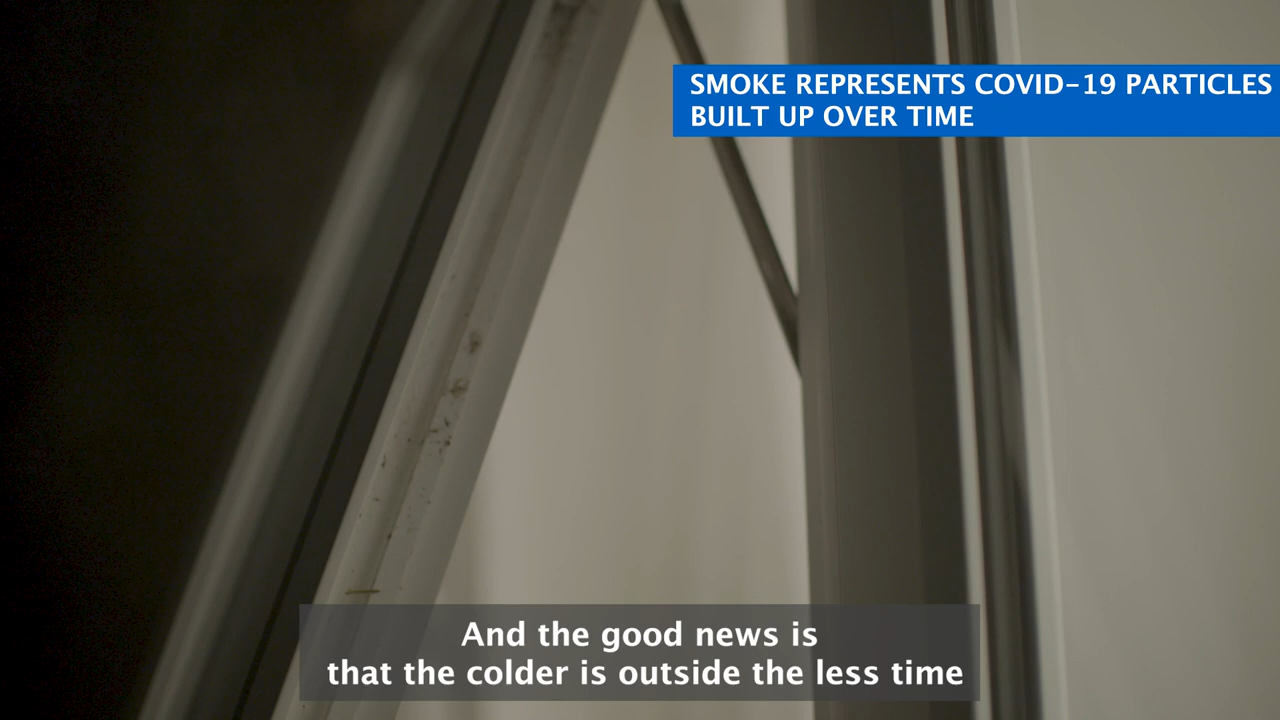 SMOKE REPRESENTS COVID-19 PARTICLES
BUILT UP OVER TIME
And the good news is
that the colder is outside the less time